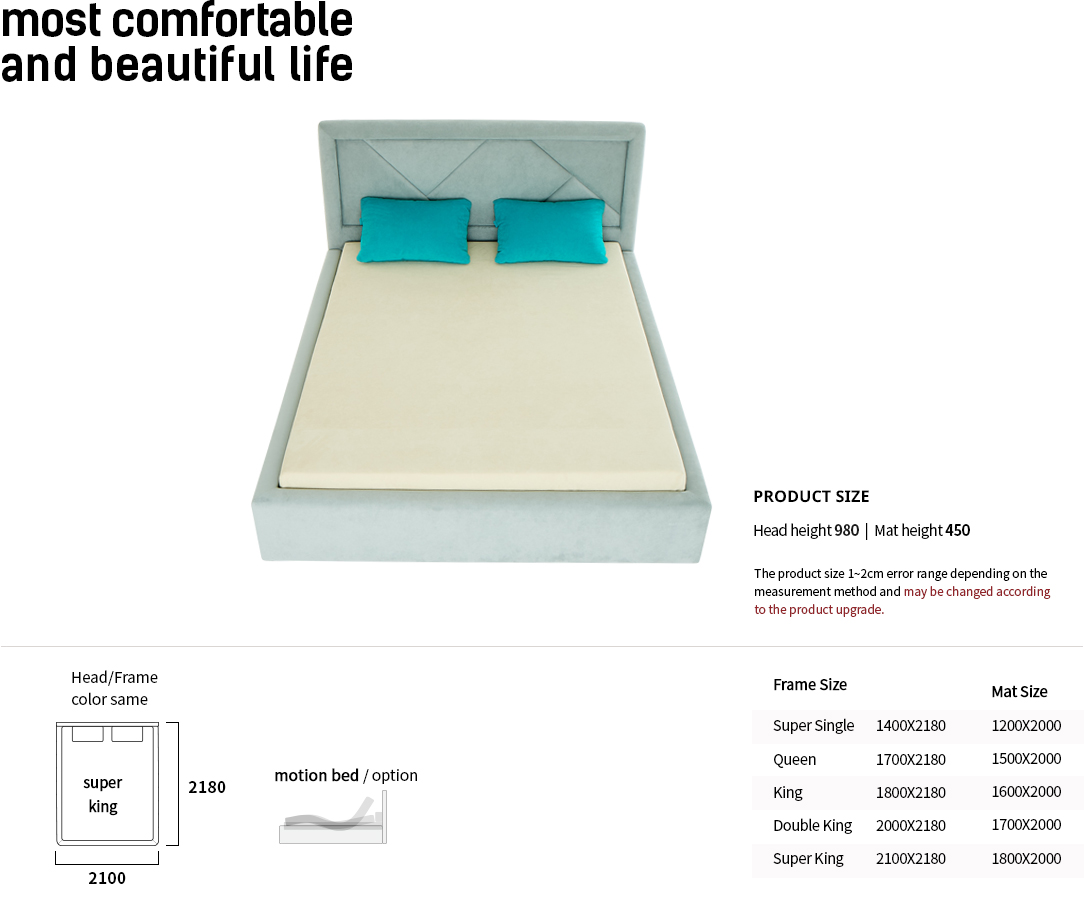 most comfortable
and beautiful life
PRODUCT SIZE
Head height 980 | Mat height 450
The product size 1~2cm error range depending on the
measurement method and may be changed according
to the product upgrade.
Head/Frame
color same
super
king
2180
2100
motion bed / option
Frame Size Mat Size
Super Single 1400X2180 1200X2000
Queen 1700X2180 1500X2000
King 1800X2180 1600X2000
Double King 2000X2180 1700X2000
Super King 2100X2180 1800X2000